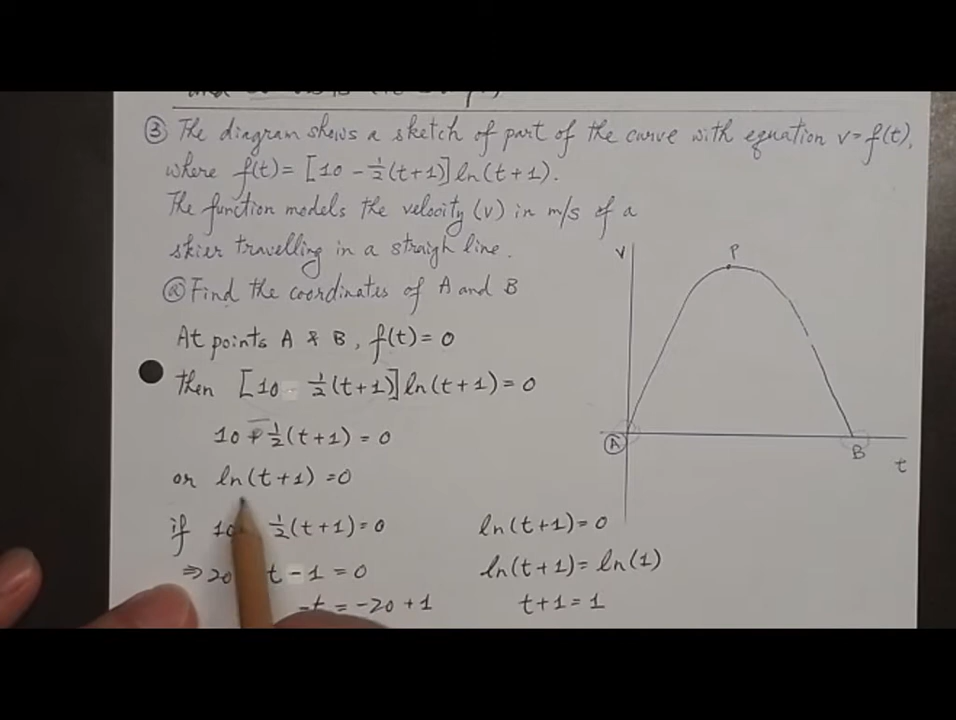 ③ The diagram shows a sketch of part of the curve with equation v=f(t),
where f(t)= [10 - ½(t+1)] ln(t+1).
The function models the velocity (v) in m/s of a
skier travelling in a straigh line.
ⓐ Find the coordinates of A and B
At points A & B, f(t) = 0
then [10 - ½(t+1)] ln(t+1) = 0
10 - ½(t+1) = 0
or ln(t+1) = 0
if 10 ½(t+1) = 0
⇒ 20 t - 1 = 0
-t = -20 + 1
ln(t+1) = 0
ln(t+1) = ln(1)
t+1 = 1
V
P
A
B
t